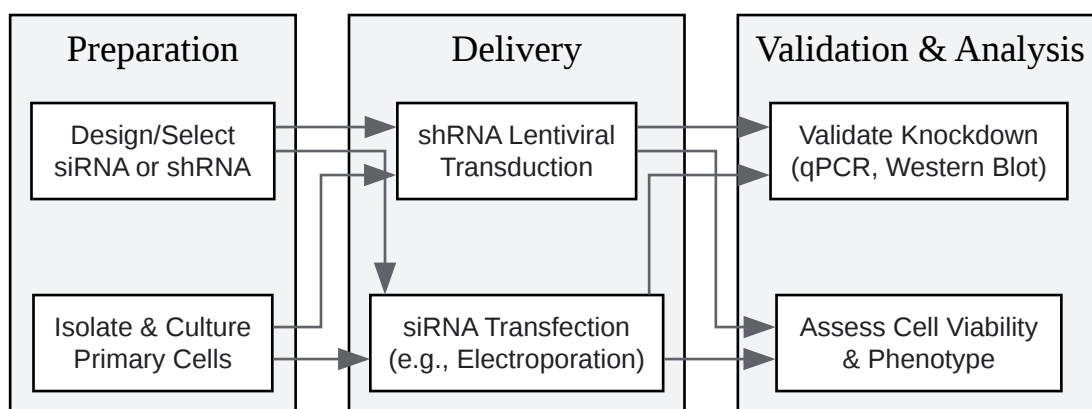 Preparation
Design/Select
siRNA or shRNA
Isolate & Culture
Primary Cells
Delivery
shRNA Lentiviral
Transduction
siRNA Transfection
(e.g., Electroporation)
Validation & Analysis
Validate Knockdown
(qPCR, Western Blot)
Assess Cell Viability
& Phenotype